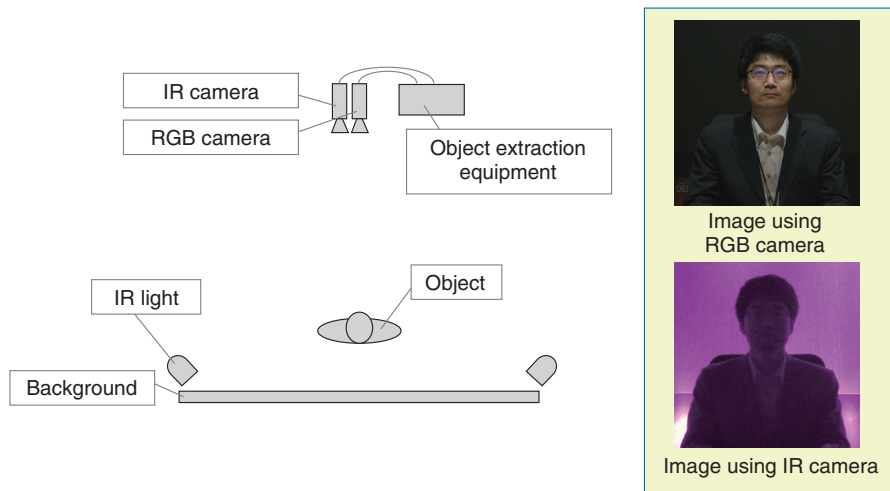 IR camera
RGB camera
Object extraction
equipment
IR light
Object
Background
Image using
RGB camera
Image using IR camera